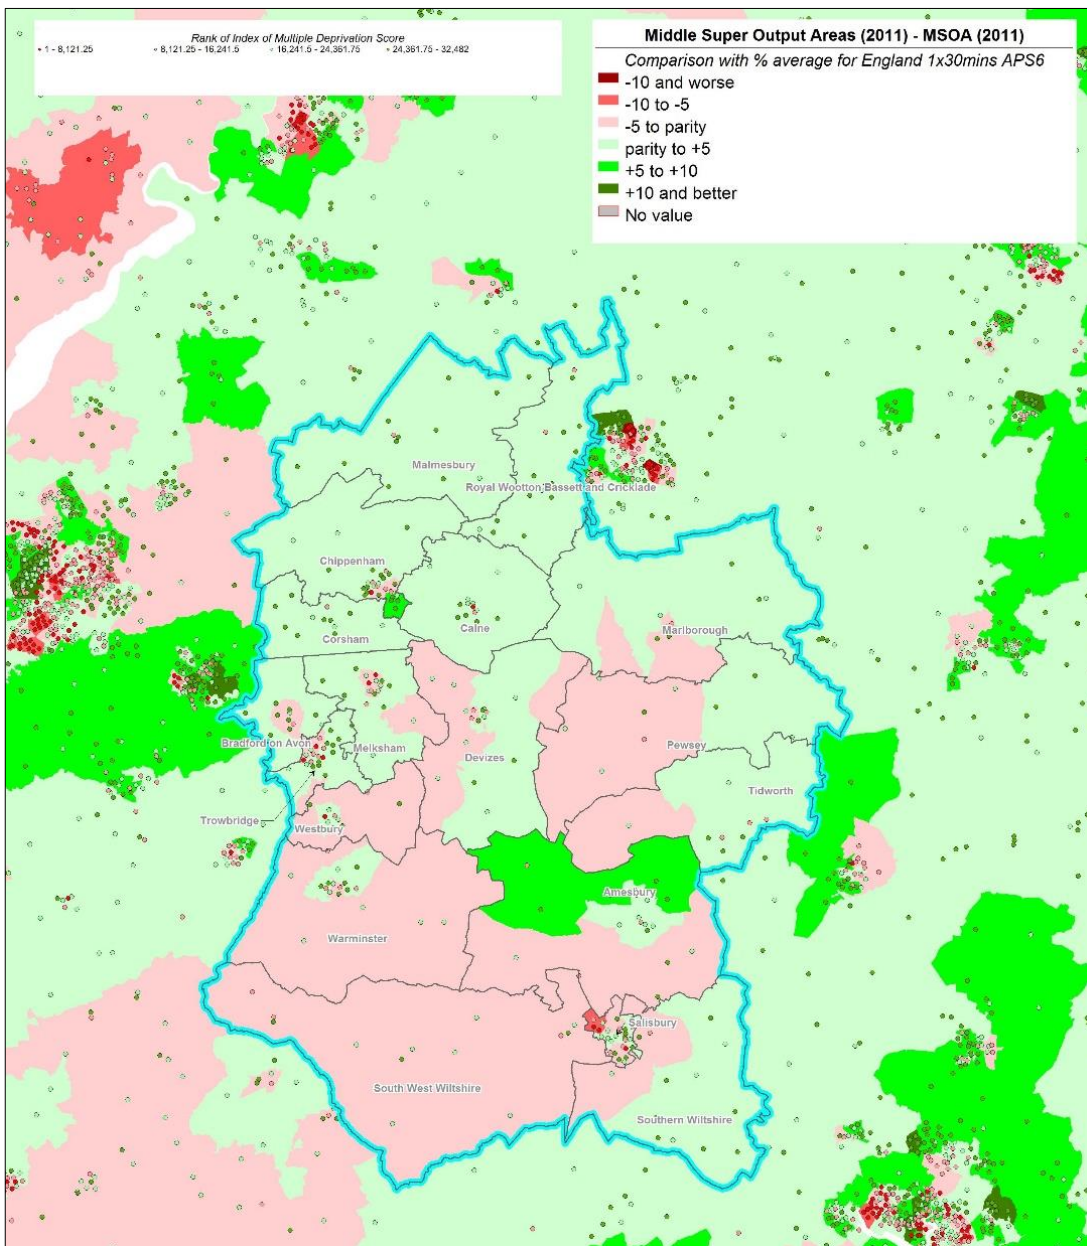 Rank of Index of Multiple Deprivation Score
1 - 8,121.25
8,121.25 - 16,241.5
16,241.5 - 24,361.75
24,361.75 - 32,482
Middle Super Output Areas (2011) - MSOA (2011)
Comparison with % average for England 1x30mins APS6
-10 and worse
-10 to -5
-5 to parity
parity to +5
+5 to +10
+10 and better
No value
Malmesbury
Royal Wootton Bassett and Cricklade
Chippenham
Calne
Corsham
Marlborough
Bradford on Avon
Melksham
Devizes
Pewsey
Tidworth
Trowbridge
Westbury
Amesbury
Warminster
Salisbury
South West Wiltshire
Southern Wiltshire